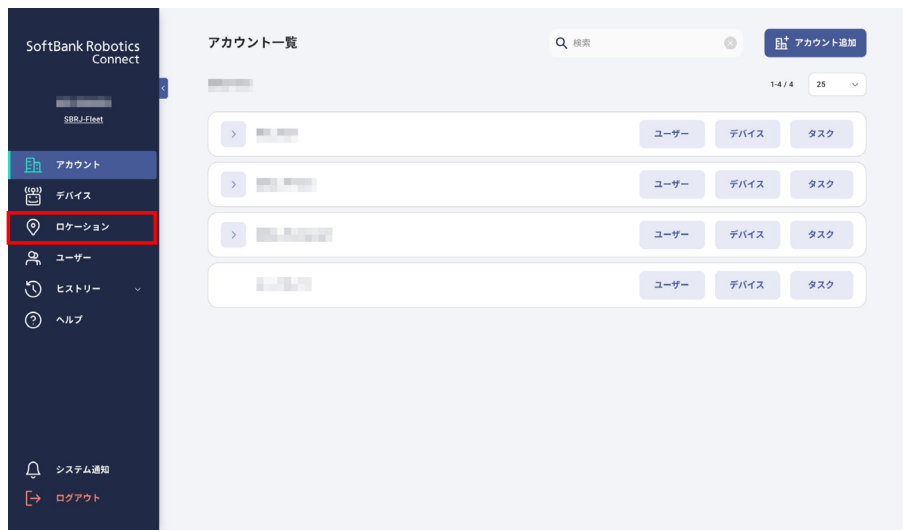 SoftBank Robotics
Connect
SBRJ-Fleet
アカウント
デバイス
ロケーション
ユーザー
ヒストリー
ヘルプ
システム通知
ログアウト
アカウント一覧
検索
アカウント追加
1-4 / 4
25
ユーザー デバイス タスク
ユーザー デバイス タスク
ユーザー デバイス タスク
ユーザー デバイス タスク